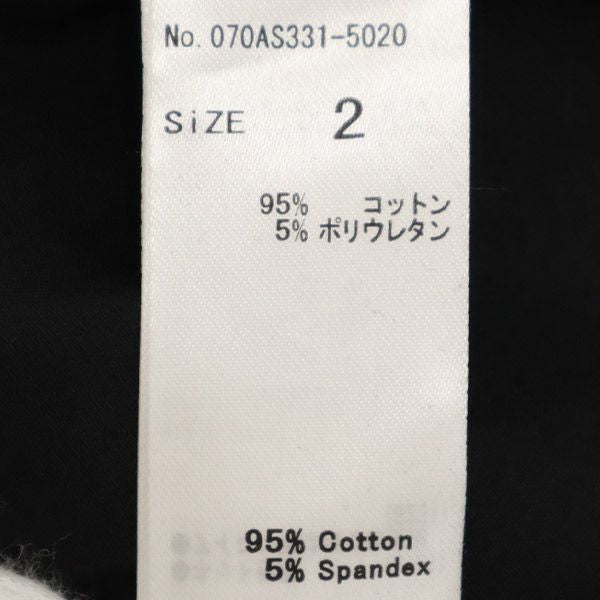 No. 070AS331-5020
SiZE 2
95% コットン
5% ポリウレタン
95% Cotton
5% Spandex